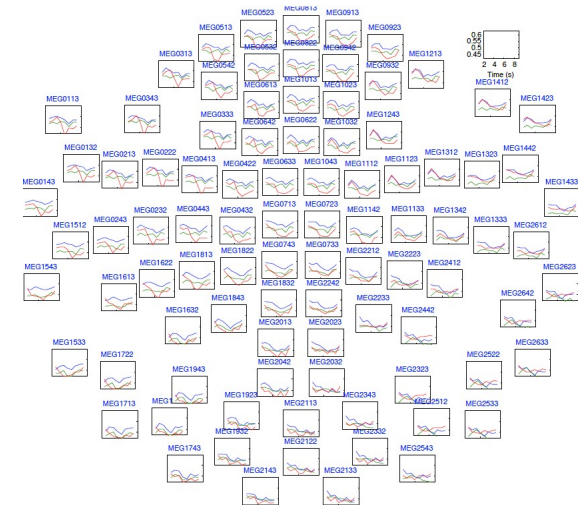 MEG0813
MEG0523 MEG0913
MEG0513 MEG0923
MEG0532 MEG0822 MEG0942
MEG0313 MEG0542 MEG0932 MEG1213
0.6
0.55
0.5
0.45
2 4 6 8
Time (s)
MEG0613 MEG1013 MEG1023 MEG1412
MEG0113 MEG0343 MEG1423
MEG0333 MEG0642 MEG0622 MEG1032 MEG1243
MEG0132 MEG0213 MEG0222 MEG0413 MEG0422 MEG0633 MEG1043 MEG1112 MEG1123 MEG1312 MEG1323 MEG1442
MEG0143 MEG1433
MEG0232 MEG0443 MEG0432 MEG0713 MEG0723 MEG1142 MEG1133 MEG1342
MEG1512 MEG0243 MEG1333 MEG2612
MEG1813 MEG1822 MEG0743 MEG0733 MEG2212 MEG2223
MEG1543 MEG1613 MEG1622 MEG2412 MEG2623
MEG1843 MEG1832 MEG2242 MEG2233 MEG2642
MEG1632 MEG2013 MEG2023 MEG2442
MEG1533 MEG1722 MEG2522 MEG2633
MEG1943 MEG2042 MEG2032 MEG2323
MEG1713 MEG1 MEG1923 MEG2113 MEG2343 MEG2512 MEG2533
MEG1743 MEG1932 MEG2122 MEG2332 MEG2543
MEG2143 MEG2133